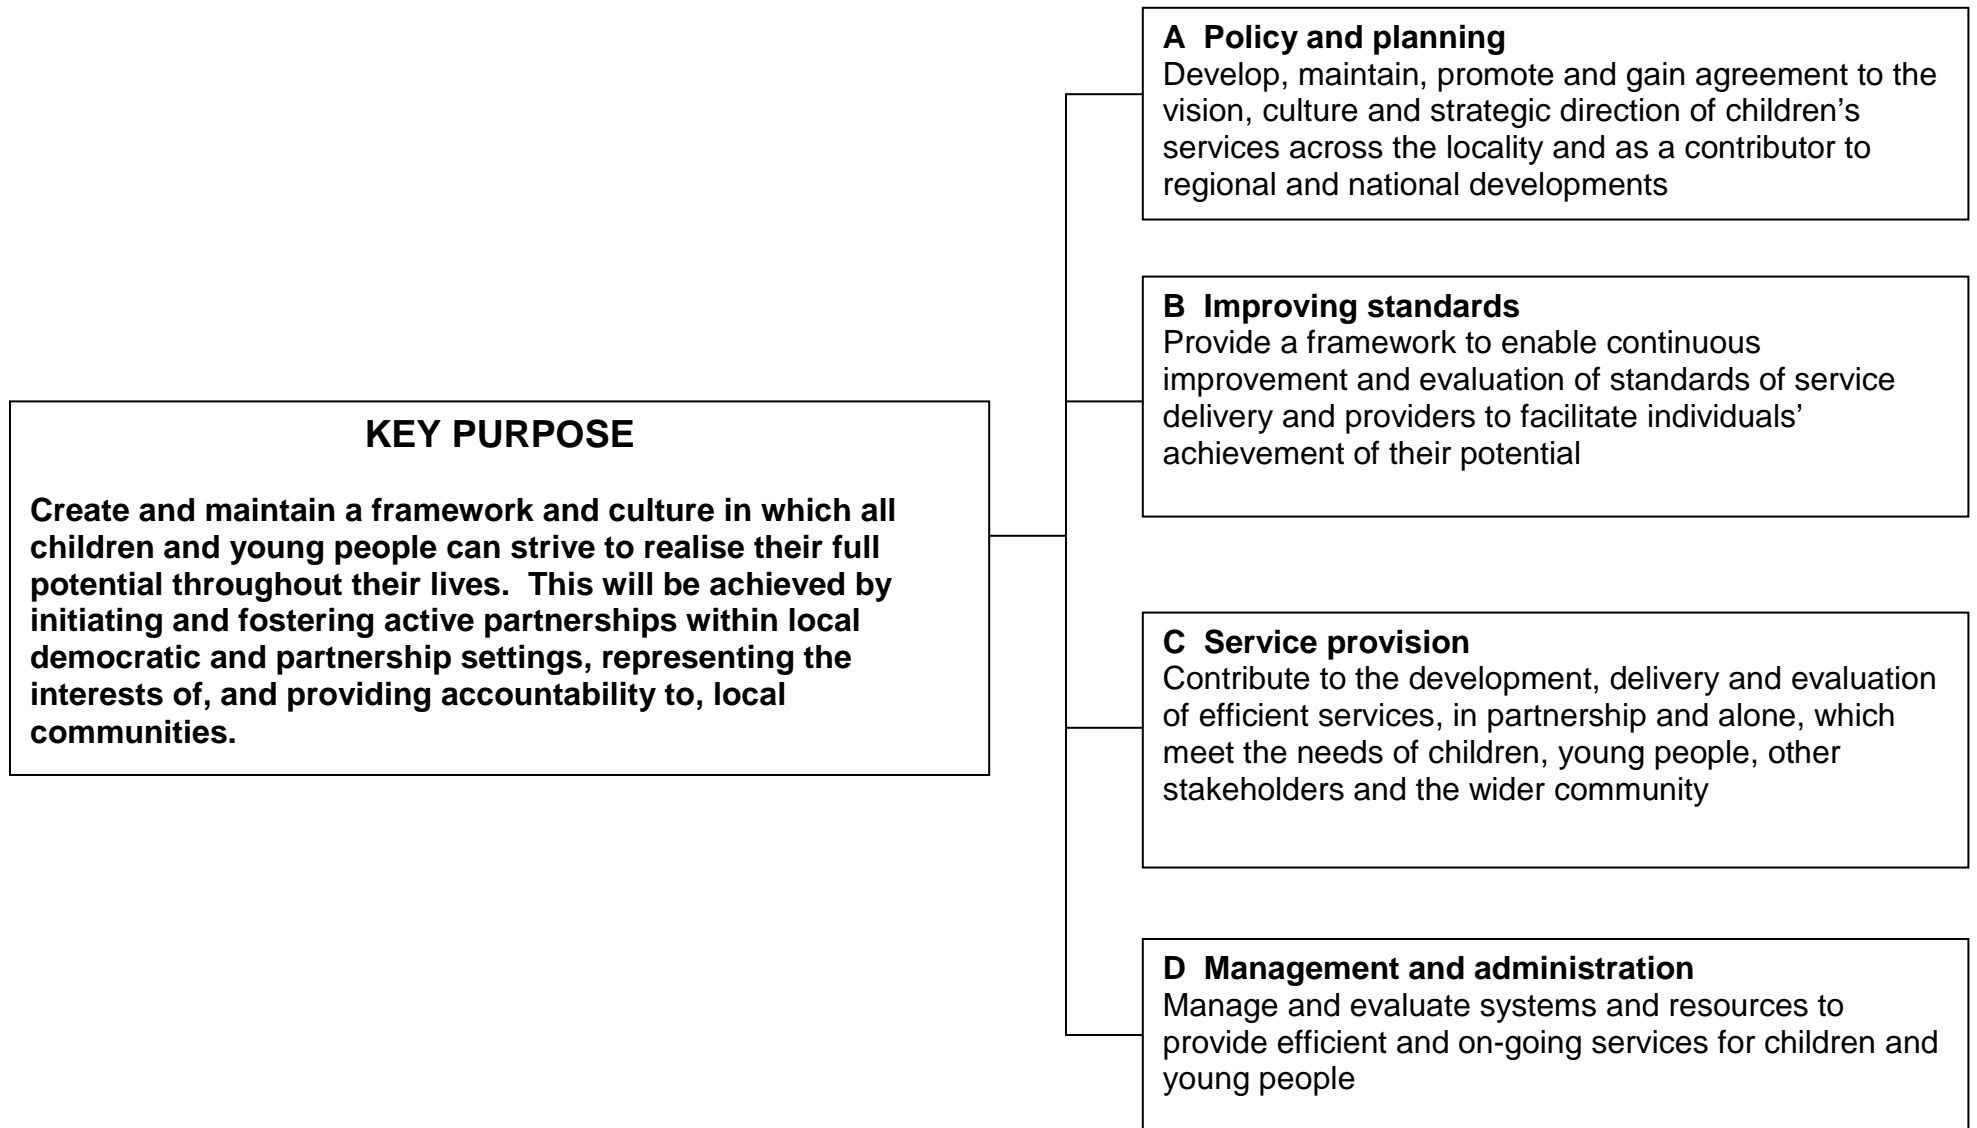 KEY PURPOSE
Create and maintain a framework and culture in which all
children and young people can strive to realise their full
potential throughout their lives.  This will be achieved by
initiating and fostering active partnerships within local
democratic and partnership settings, representing the
interests of, and providing accountability to, local
communities.
A  Policy and planning
Develop, maintain, promote and gain agreement to the
vision, culture and strategic direction of children’s
services across the locality and as a contributor to
regional and national developments
B  Improving standards
Provide a framework to enable continuous
improvement and evaluation of standards of service
delivery and providers to facilitate individuals’
achievement of their potential
C  Service provision
Contribute to the development, delivery and evaluation
of efficient services, in partnership and alone, which
meet the needs of children, young people, other
stakeholders and the wider community
D  Management and administration
Manage and evaluate systems and resources to
provide efficient and on-going services for children and
young people